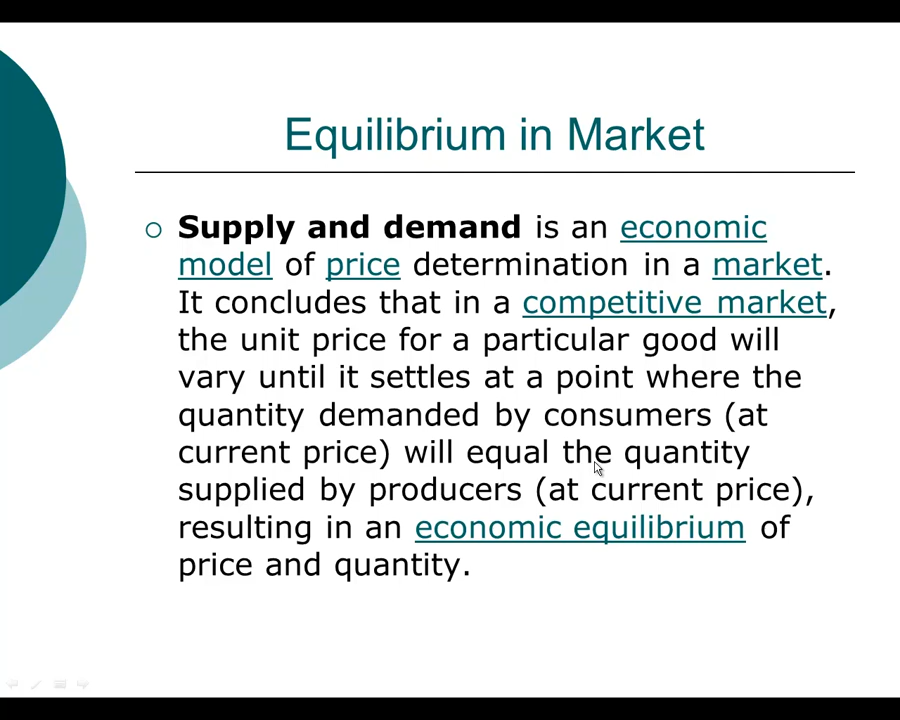 Equilibrium in Market
Supply and demand is an economic
model of price determination in a market.
It concludes that in a competitive market,
the unit price for a particular good will
vary until it settles at a point where the
quantity demanded by consumers (at
current price) will equal the quantity
supplied by producers (at current price),
resulting in an economic equilibrium of
price and quantity.